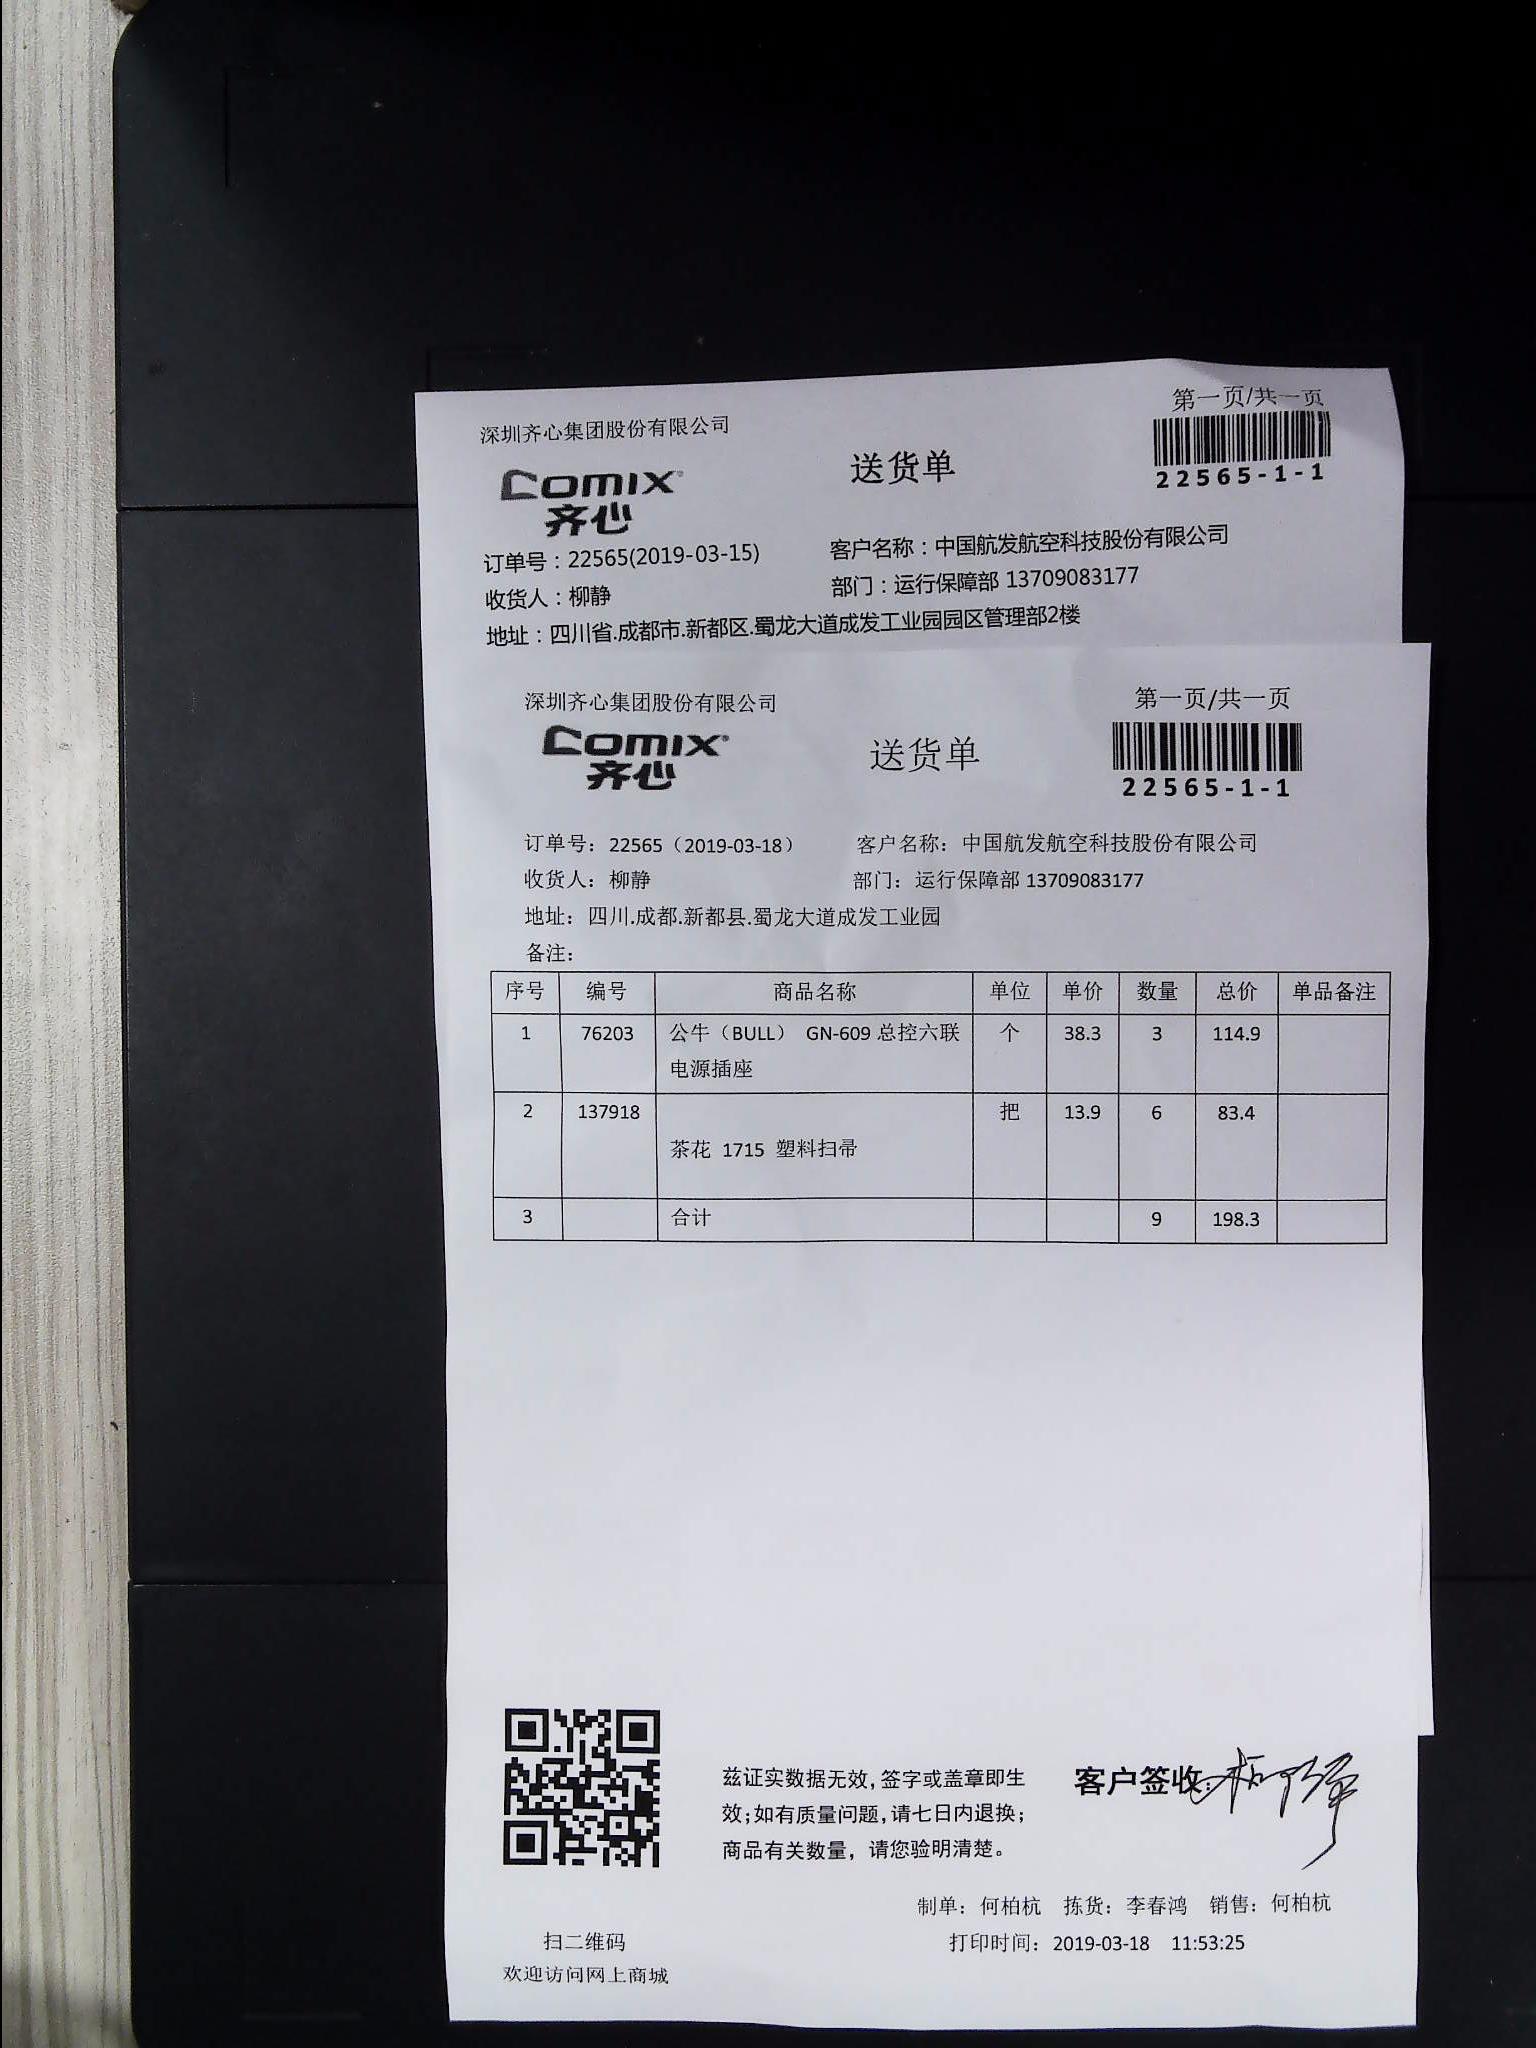 第一页/共一页
深圳齐心集团股份有限公司
COMIX
齐心
送货单
22565-1-1
订单号：22565(2019-03-15)
客户名称：中国航发航空科技股份有限公司
收货人：柳静
部门：运行保障部 13709083177
地址：四川省.成都市.新都区.蜀龙大道成发工业园园区管理部2楼
深圳齐心集团股份有限公司
第一页/共一页
COMIX
齐心
送货单
22565-1-1
订单号：22565（2019-03-18） 客户名称：中国航发航空科技股份有限公司
收货人：柳静 部门：运行保障部 13709083177
地址：四川.成都.新都县.蜀龙大道成发工业园
备注：
序号 编号 商品名称 单位 单价 数量 总价 单品备注
1 76203 公牛（BULL） GN-609 总控六联 个 38.3 3 114.9
电源插座
2 137918 茶花 1715 塑料扫帚 把 13.9 6 83.4
3 合计 9 198.3
兹证实数据无效,签字或盖章即生
效;如有质量问题,请七日内退换;
商品有关数量，请您验明清楚。
客户签收:
制单：何柏杭 拣货：李春鸿 销售：何柏杭
打印时间：2019-03-18 11:53:25
扫二维码
欢迎访问网上商城